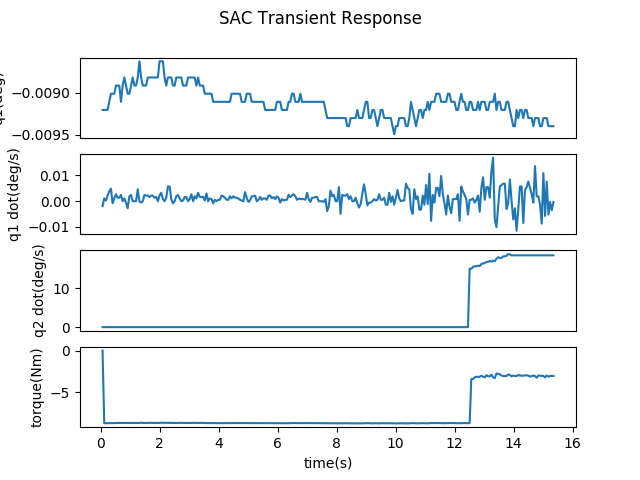 SAC Transient Response
−0.0090
−0.0095
0.01
0.00
−0.01
q1 dot(deg/s)
10
0
q2 dot(deg/s)
0
−5
torque(Nm)
0 2 4 6 8 10 12 14 16
time(s)